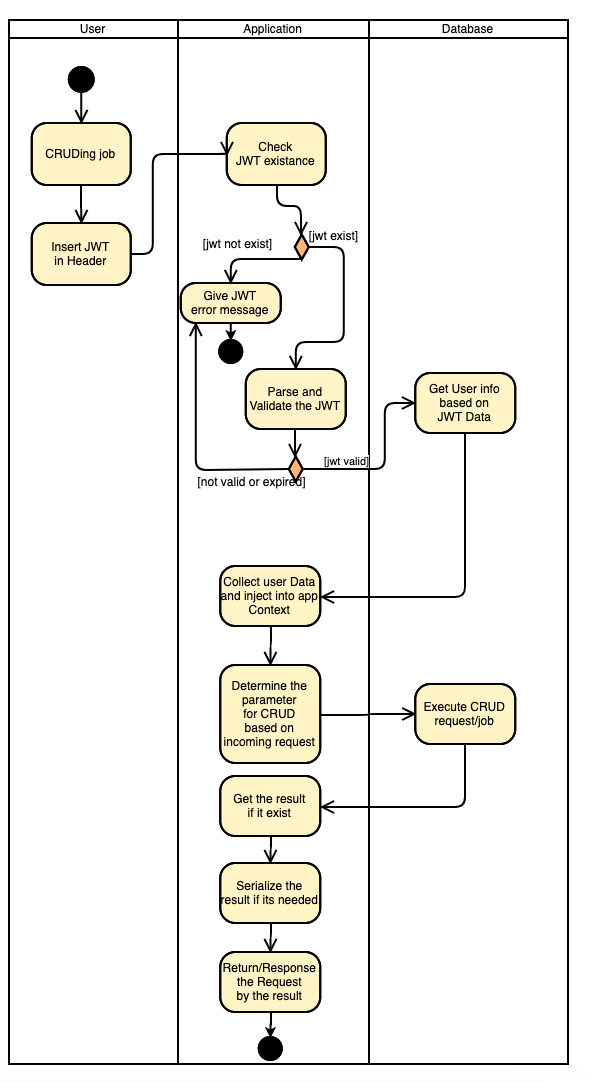 User
Application
Database
CRUDing job
Insert JWT
in Header
Check
JWT existance
[jwt not exist]
[jwt exist]
Give JWT
error message
Parse and
Validate the JWT
[jwt valid]
[not valid or expired]
Get User info
based on
JWT Data
Collect user Data
and inject into app
Context
Determine the
parameter
for CRUD
based on
incoming request
Execute CRUD
request/job
Get the result
if it exist
Serialize the
result if its needed
Return/Response
the Request
by the result